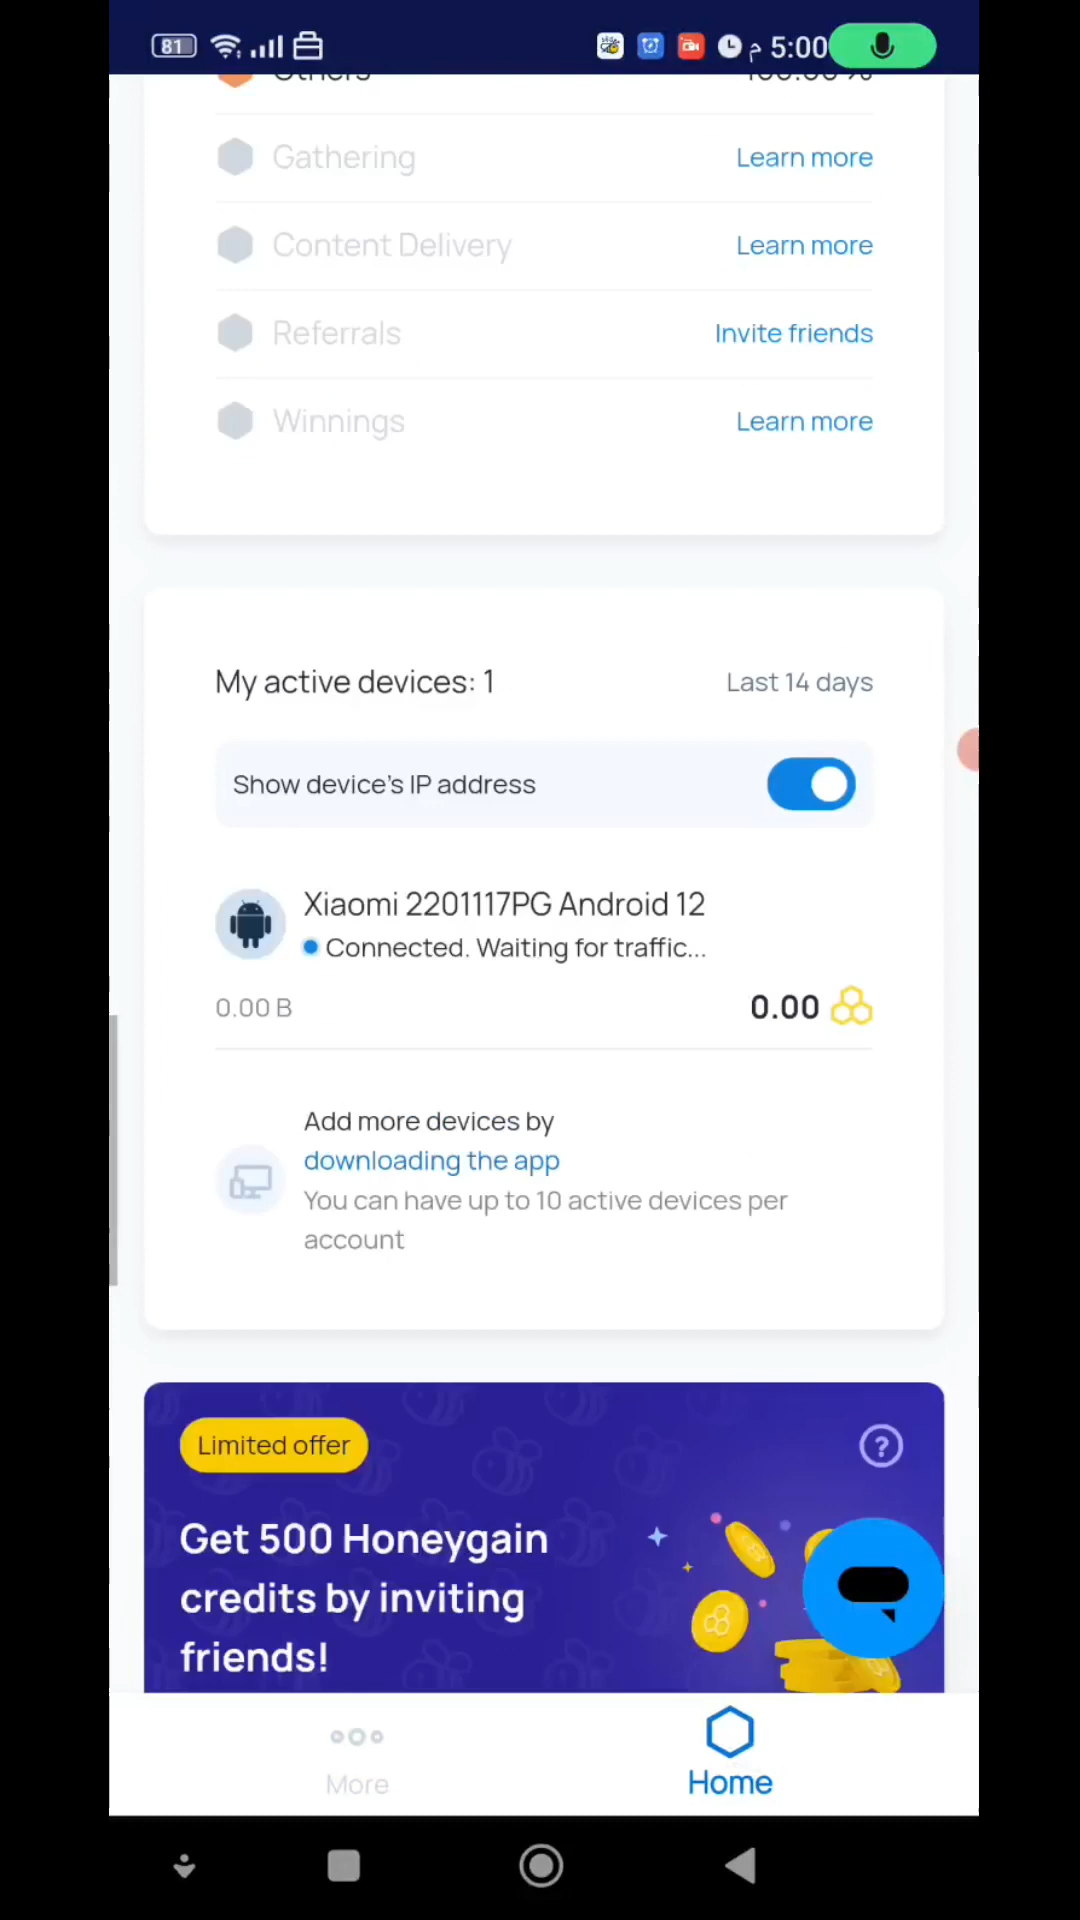 81
م 5:00
Others 100.00 %
Gathering Learn more
Content Delivery Learn more
Referrals Invite friends
Winnings Learn more
My active devices: 1 Last 14 days
Show device's IP address
Xiaomi 2201117PG Android 12
Connected. Waiting for traffic...
0.00 B 0.00
Add more devices by
downloading the app
You can have up to 10 active devices per
account
Limited offer
?
Get 500 Honeygain
credits by inviting
friends!
More Home